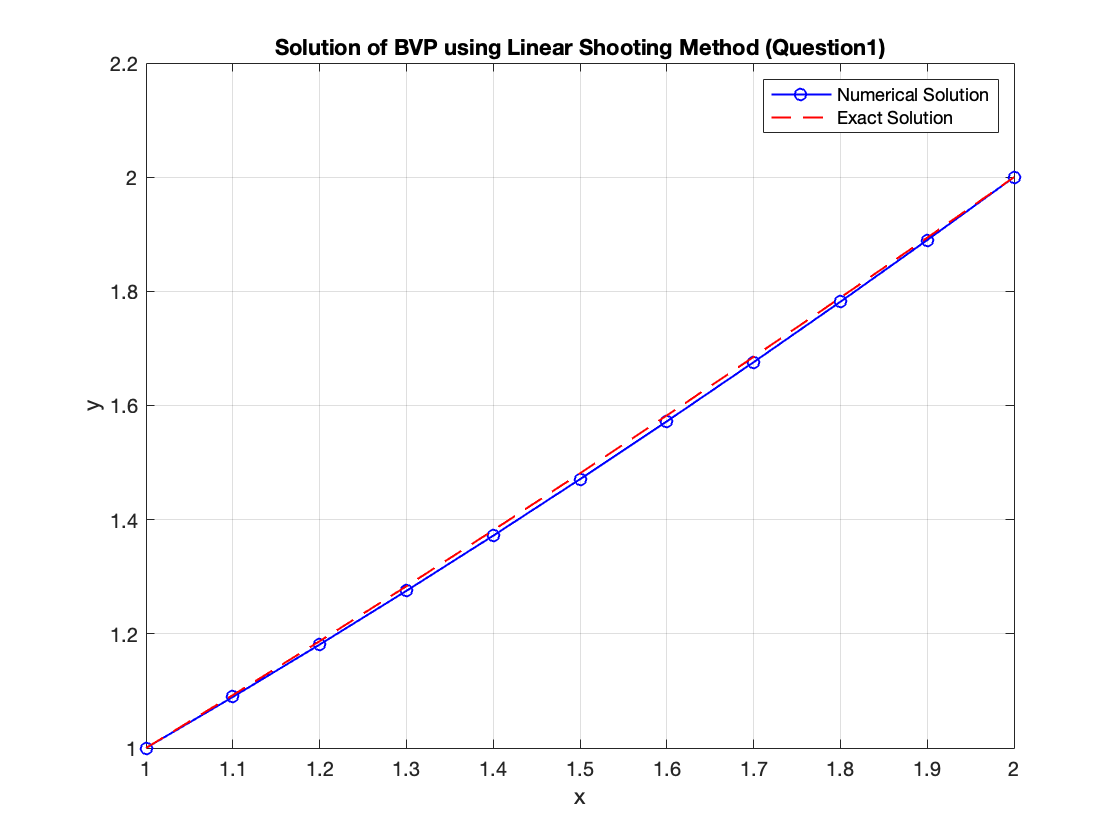 Solution of BVP using Linear Shooting Method (Question1)
Numerical Solution
Exact Solution
2.2
2
1.8
1.6
1.4
1.2
1
y
1 1.1 1.2 1.3 1.4 1.5 1.6 1.7 1.8 1.9 2
x